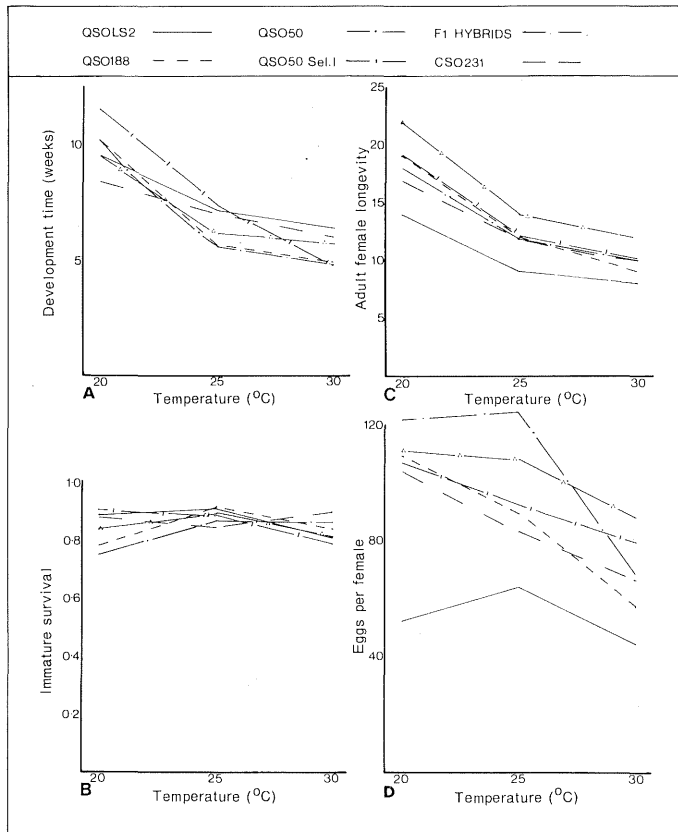 QSOLS2 QSO50 F1 HYBRIDS
QSO188 QSO50 Sel.I CSO231
Development time (weeks)
10
5
20 25 30
A Temperature (°C)
Adult female longevity
25
20
15
10
5
20 25 30
C Temperature (°C)
Immature survival
1·0
0·8
0·6
0·4
0·2
20 25 30
B Temperature (°C)
Eggs per female
120
80
40
20 25 30
D Temperature (°C)